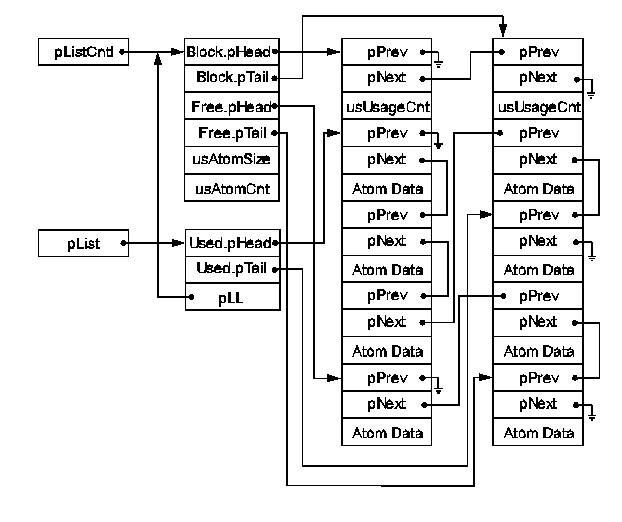 pListCntl
Block.pHead
Block.pTail
Free.pHead
Free.pTail
usAtomSize
usAtomCnt
pList
Used.pHead
Used.pTail
pLL
pPrev
pNext
usUsageCnt
pPrev
pNext
Atom Data
pPrev
pNext
Atom Data
pPrev
pNext
Atom Data
pPrev
pNext
Atom Data
pPrev
pNext
usUsageCnt
pPrev
pNext
Atom Data
pPrev
pNext
Atom Data
pPrev
pNext
Atom Data
pPrev
pNext
Atom Data